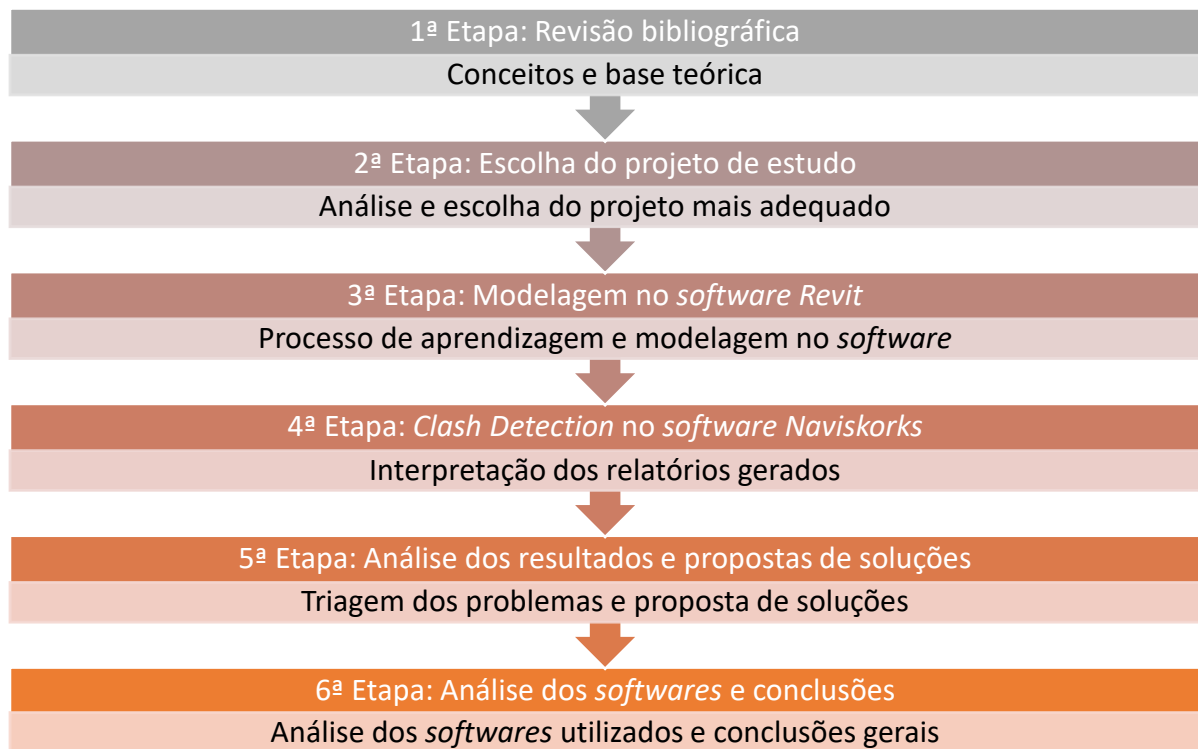 1ª Etapa: Revisão bibliográfica
Conceitos e base teórica
2ª Etapa: Escolha do projeto de estudo
Análise e escolha do projeto mais adequado
3ª Etapa: Modelagem no software Revit
Processo de aprendizagem e modelagem no software
4ª Etapa: Clash Detection no software Naviskorks
Interpretação dos relatórios gerados
5ª Etapa: Análise dos resultados e propostas de soluções
Triagem dos problemas e proposta de soluções
6ª Etapa: Análise dos softwares e conclusões
Análise dos softwares utilizados e conclusões gerais